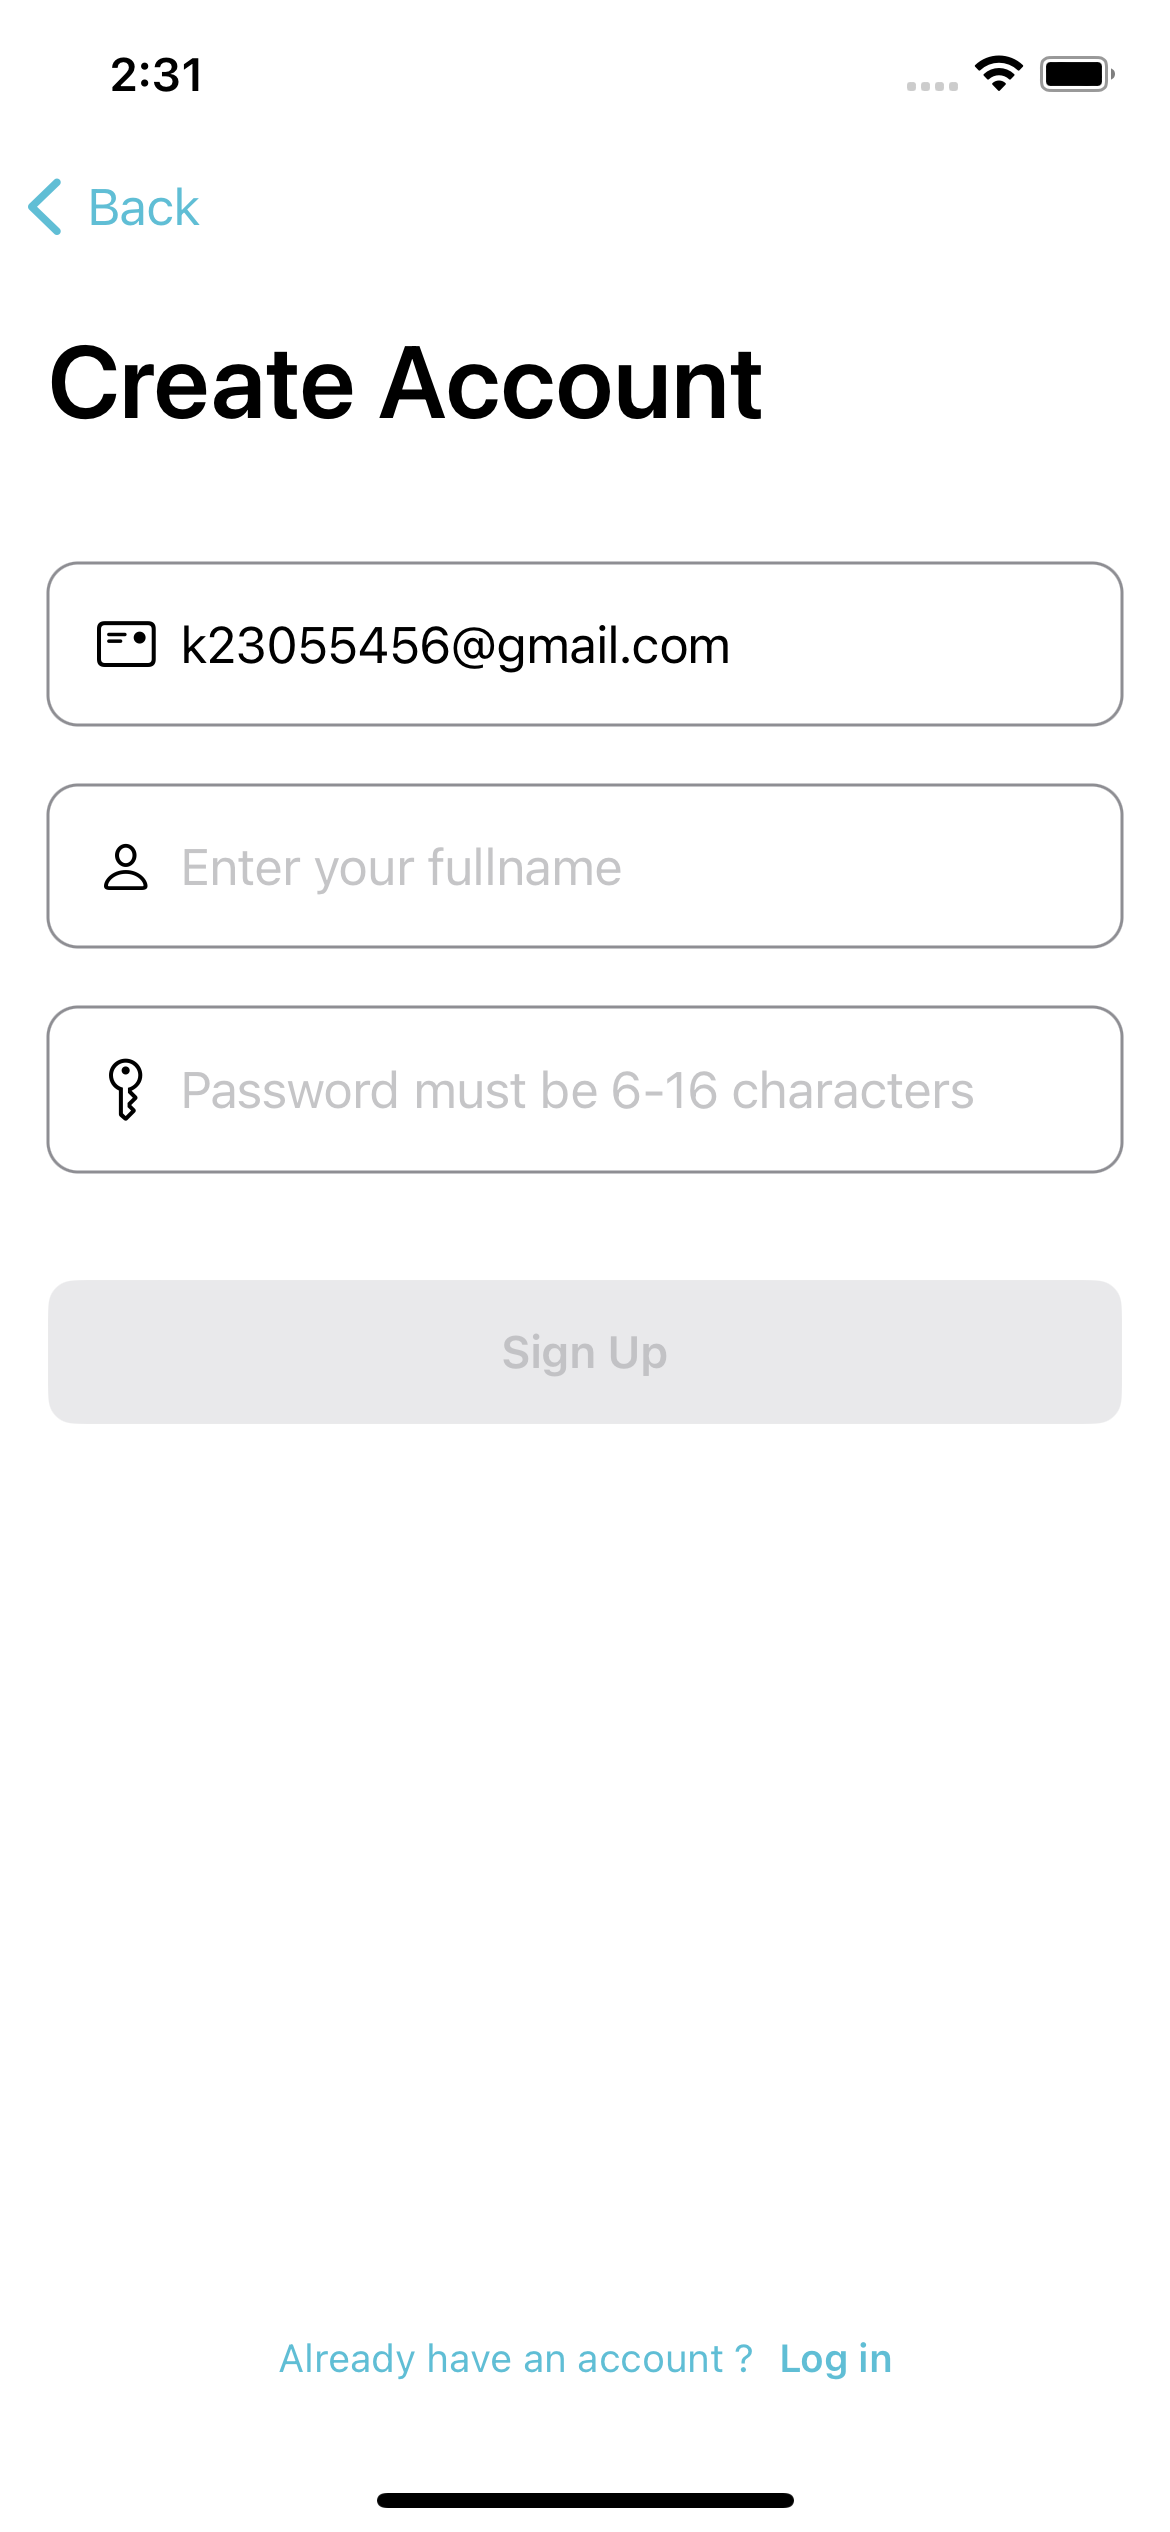 2:31
Back
Create Account
k23055456@gmail.com
Enter your fullname
Password must be 6-16 characters
Sign Up
Already have an account ? Log in